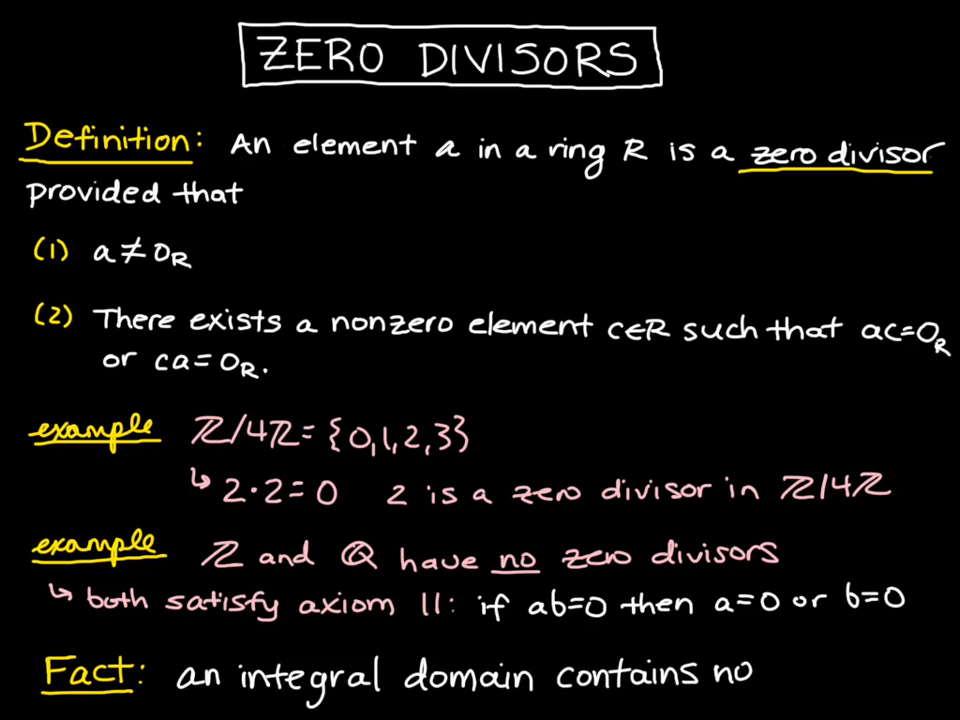 ZERO DIVISORS
Definition: An element a in a ring R is a zero divisor
provided that
(1) a≠0_R
(2) There exists a nonzero element c∈R such that ac=0_R
or ca=0_R.
example ℤ/4ℤ={0,1,2,3}
↳ 2·2=0 2 is a zero divisor in ℤ/4ℤ
example ℤ and ℚ have no zero divisors
↳ both satisfy axiom 11: if ab=0 then a=0 or b=0
Fact: an integral domain contains no